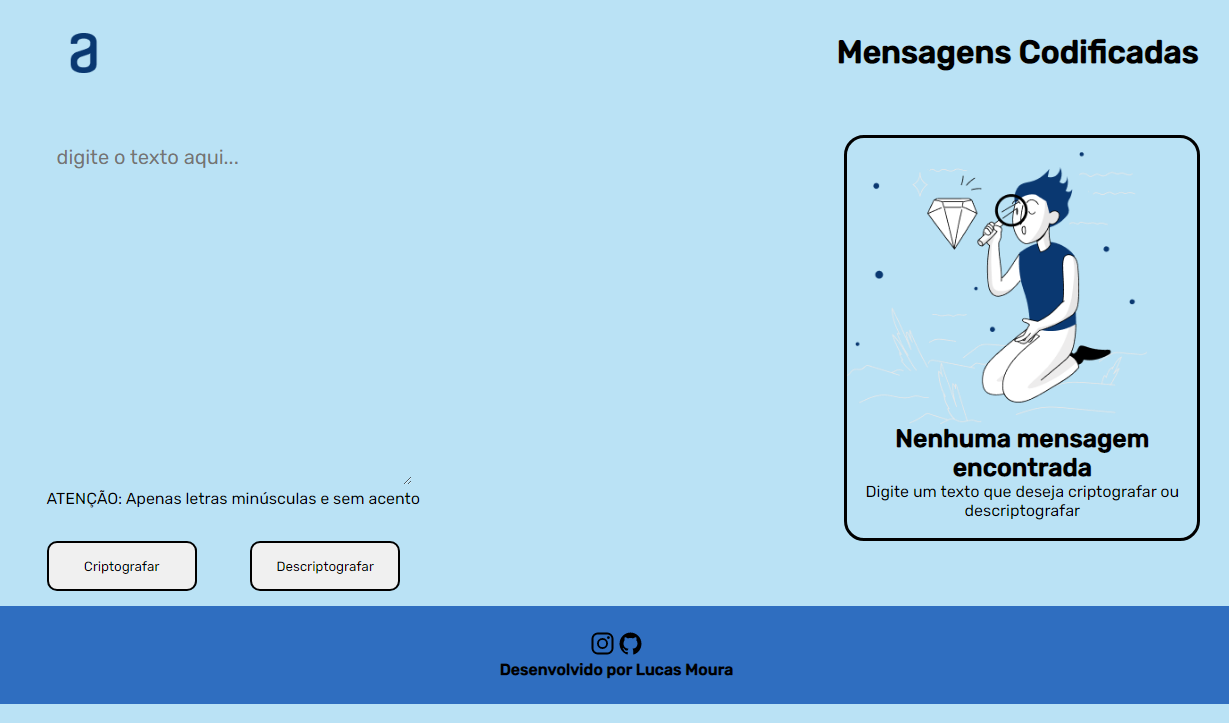 a
Mensagens Codificadas
digite o texto aqui...
Nenhuma mensagem
encontrada
Digite um texto que deseja criptografar ou
descriptografar
ATENÇÃO: Apenas letras minúsculas e sem acento
Criptografar
Descriptografar
Desenvolvido por Lucas Moura